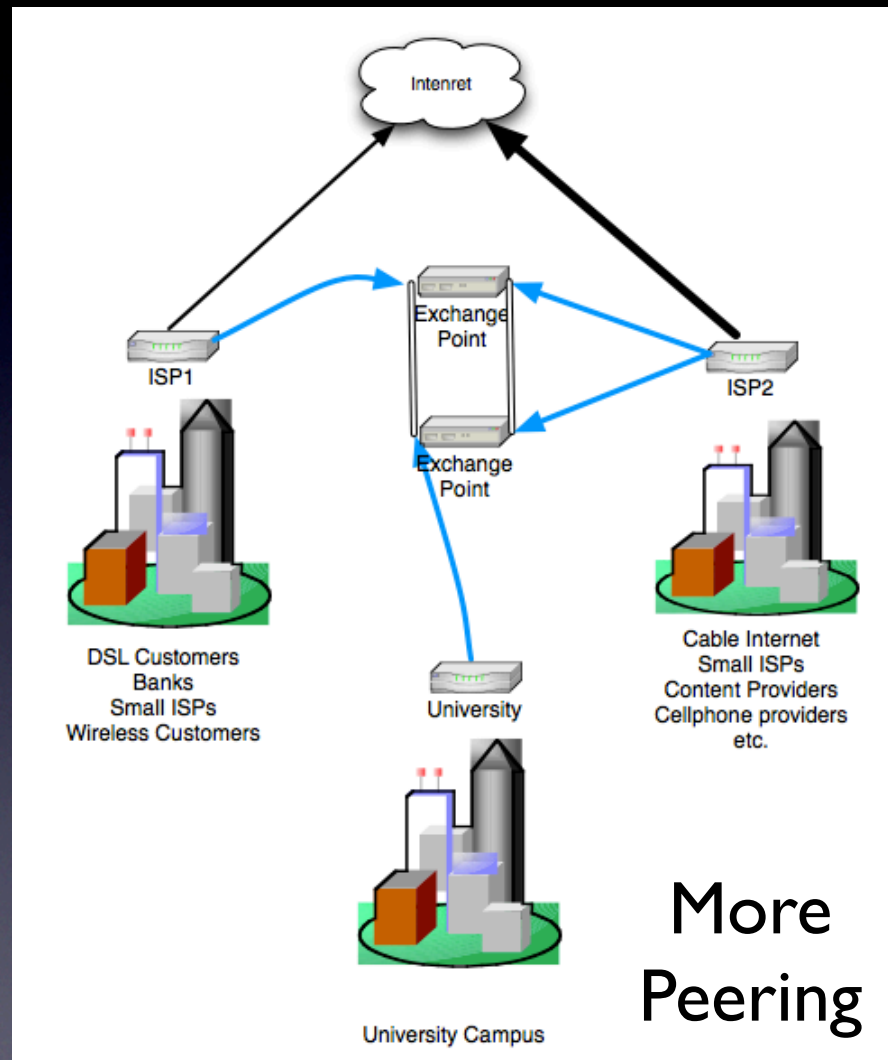 Intenret
Exchange
Point
ISP1
ISP2
Exchange
Point
DSL Customers
Banks
Small ISPs
Wireless Customers
Cable Internet
Small ISPs
Content Providers
Cellphone providers
etc.
University
University Campus
More
Peering